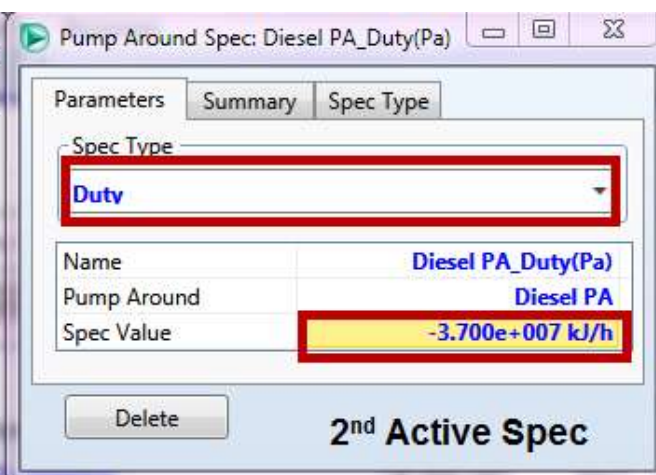 Pump Around Spec: Diesel PA_Duty(Pa)
Parameters Summary Spec Type
Spec Type
Duty
Name Diesel PA_Duty(Pa)
Pump Around Diesel PA
Spec Value -3.700e+007 kJ/h
Delete
2nd Active Spec